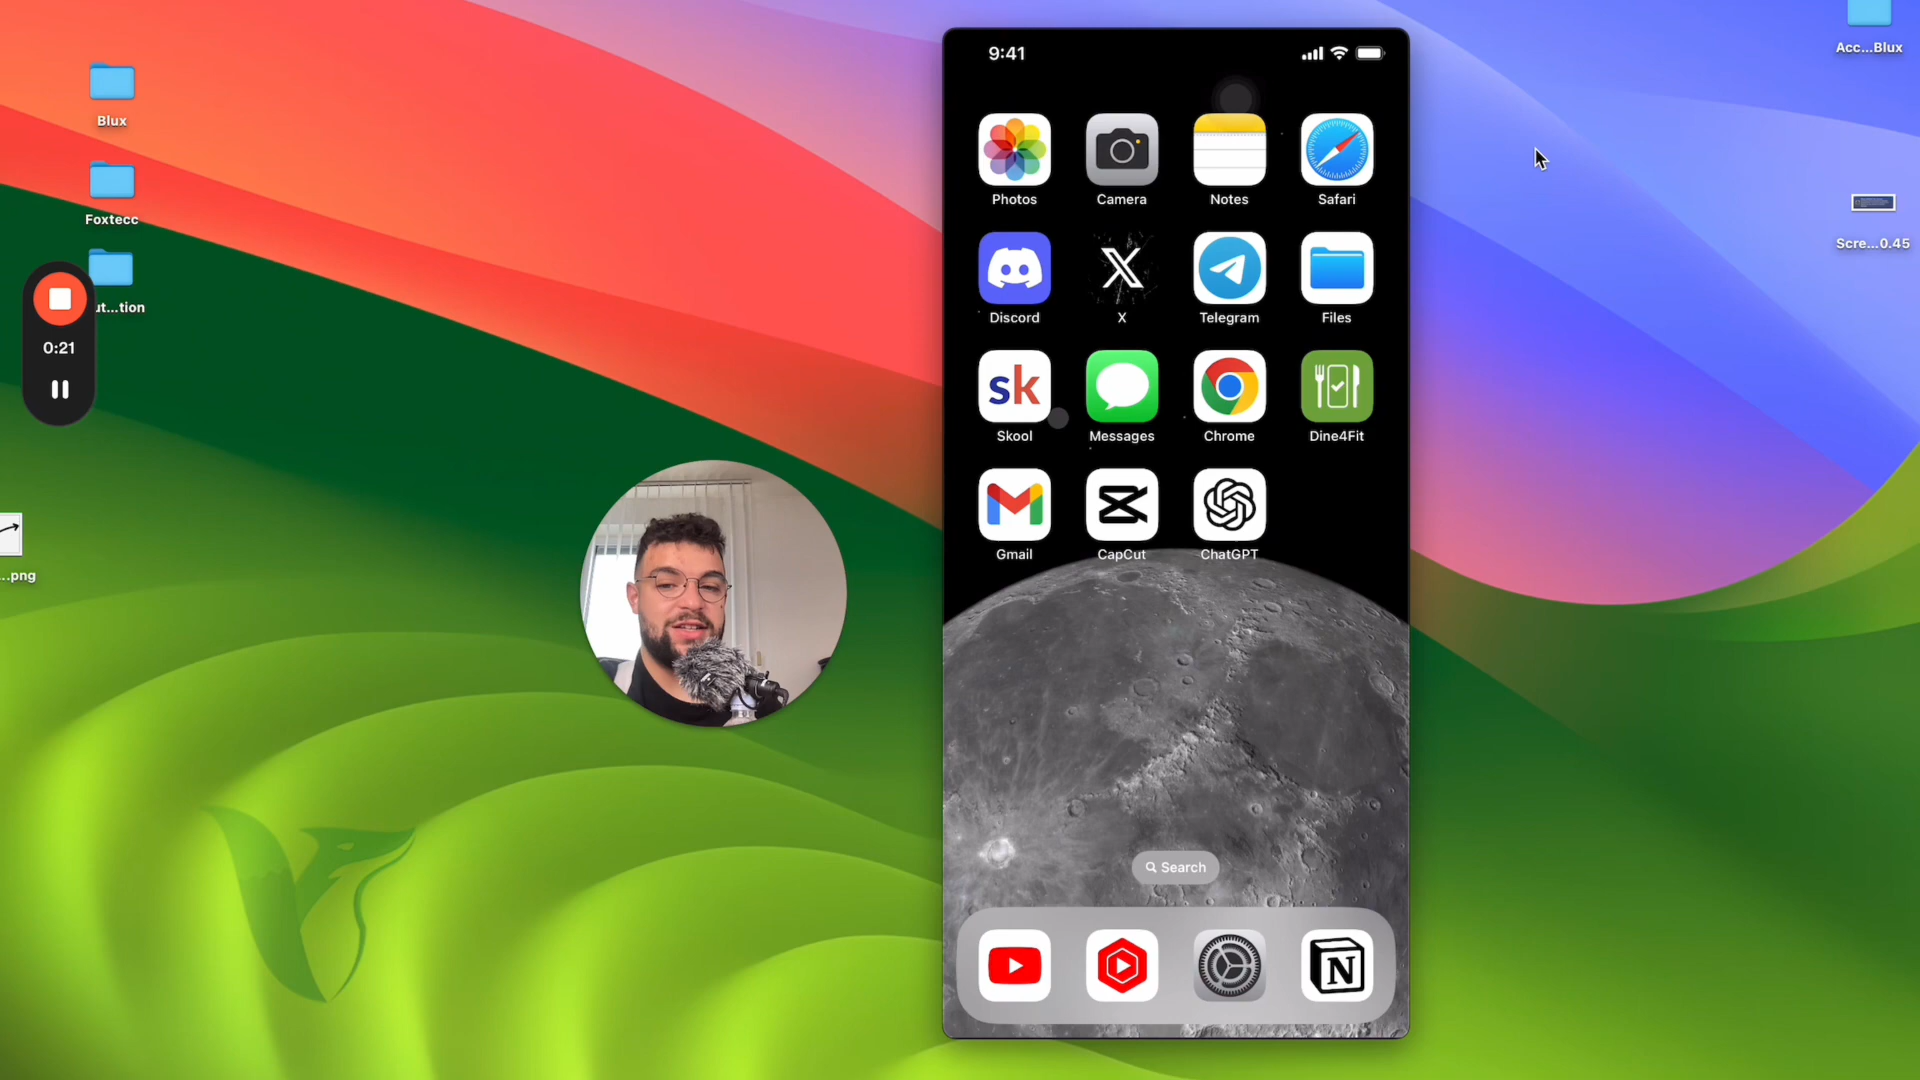 Blux
Foxtecc
ut...tion
0:21
...png
9:41
Photos
Camera
Notes
Safari
Discord
X
Telegram
Files
sk
Skool
Messages
Chrome
Dine4Fit
Gmail
CapCut
ChatGPT
Search
N
Acc...Blux
Scre...0.45